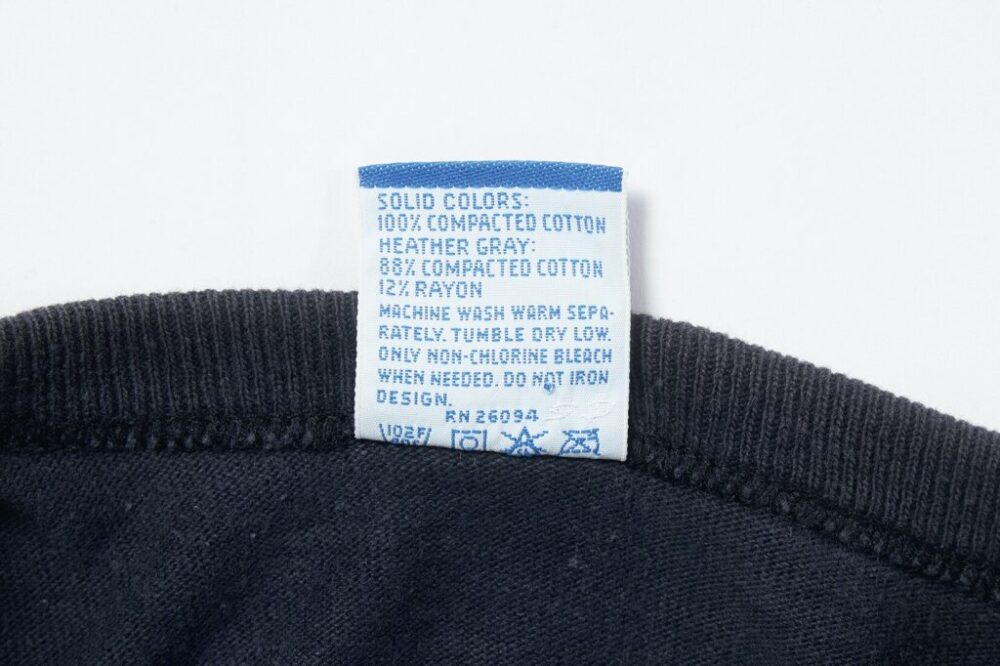 SOLID COLORS:
100% COMPACTED COTTON
HEATHER GRAY:
88% COMPACTED COTTON
12% RAYON
MACHINE WASH WARM SEPA-
RATELY. TUMBLE DRY LOW.
ONLY NON-CHLORINE BLEACH
WHEN NEEDED. DO NOT IRON
DESIGN.
RN 26094
102F